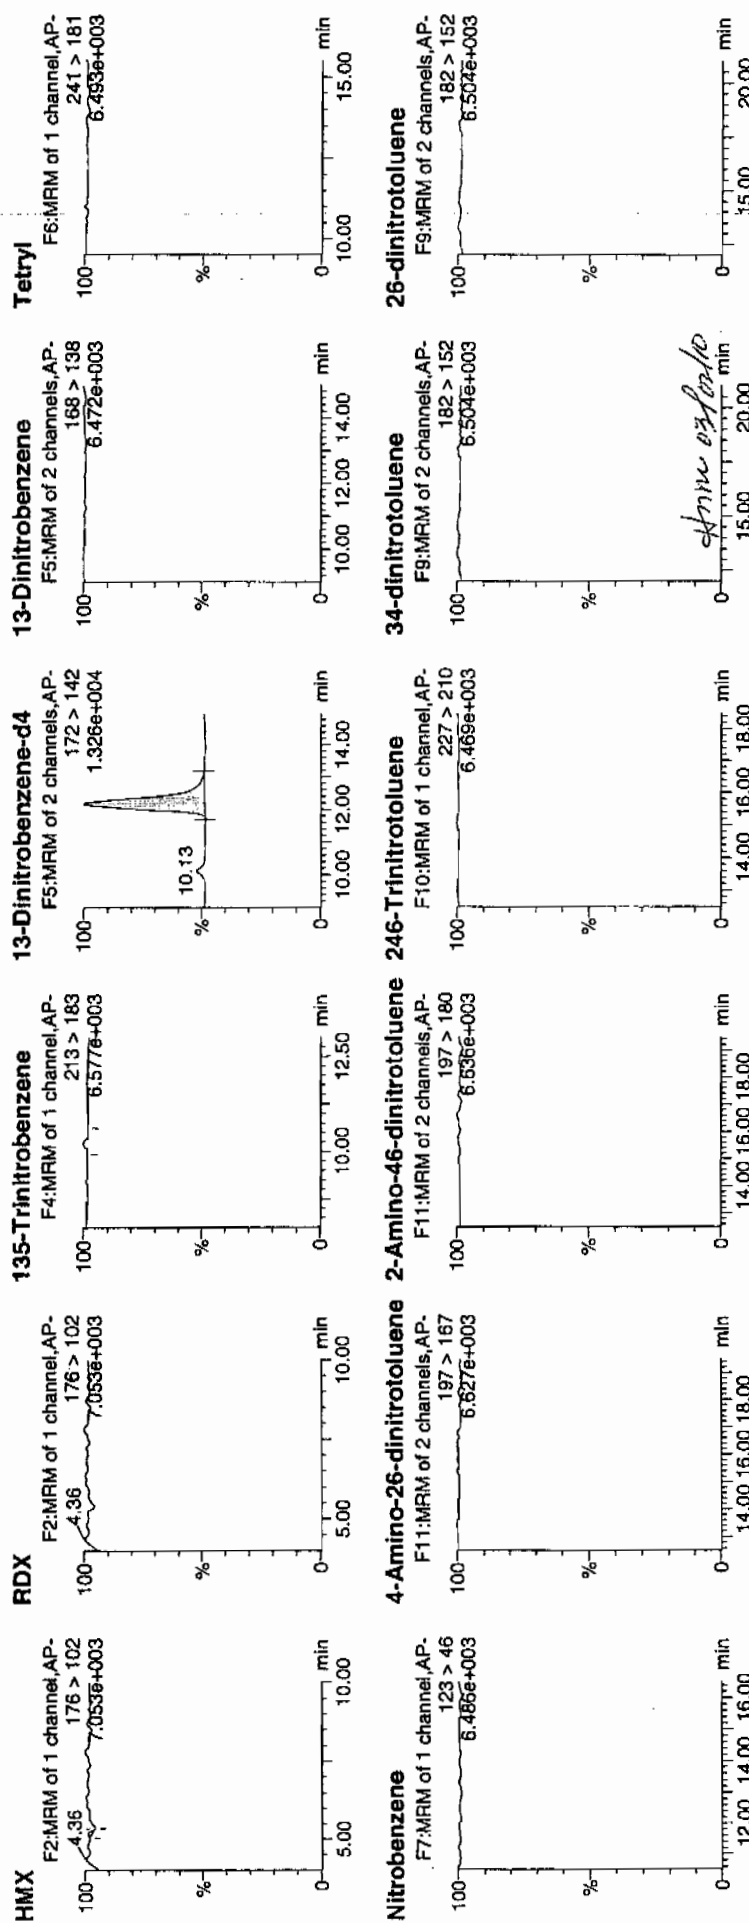 HMX
F2:MRM of 1 channel,AP-
176 > 102
7.053e+003
4.36
100
%
0
5.00 10.00 min
RDX
F2:MRM of 1 channel,AP-
176 > 102
7.053e+003
4.36
100
%
0
5.00 10.00 min
135-Trinitrobenzene
F4:MRM of 1 channel,AP-
213 > 183
6.577e+003
100
%
0
10.00 12.50 min
13-Dinitrobenzene-d4
F5:MRM of 2 channels,AP-
172 > 142
1.326e+004
10.13
100
%
0
10.00 12.00 14.00 min
13-Dinitrobenzene
F5:MRM of 2 channels,AP-
168 > 138
6.472e+003
100
%
0
10.00 12.00 14.00 min
Tetryl
F6:MRM of 1 channel,AP-
241 > 181
6.493e+003
100
%
0
10.00 15.00 min
Nitrobenzene
F7:MRM of 1 channel,AP-
123 > 46
6.486e+003
100
%
0
12.00 14.00 16.00 min
4-Amino-26-dinitrotoluene
F11:MRM of 2 channels,AP-
197 > 167
6.627e+003
100
%
0
14.00 16.00 18.00 min
2-Amino-46-dinitrotoluene
F11:MRM of 2 channels,AP-
197 > 180
6.636e+003
100
%
0
14.00 16.00 18.00 min
246-Trinitrotoluene
F10:MRM of 1 channel,AP-
227 > 210
6.469e+003
100
%
0
14.00 16.00 18.00 min
34-dinitrotoluene
F9:MRM of 2 channels,AP-
182 > 152
6.504e+003
100
%
0
15.00 20.00 min
26-dinitrotoluene
F9:MRM of 2 channels,AP-
182 > 152
6.504e+003
100
%
0
15.00 20.00 min